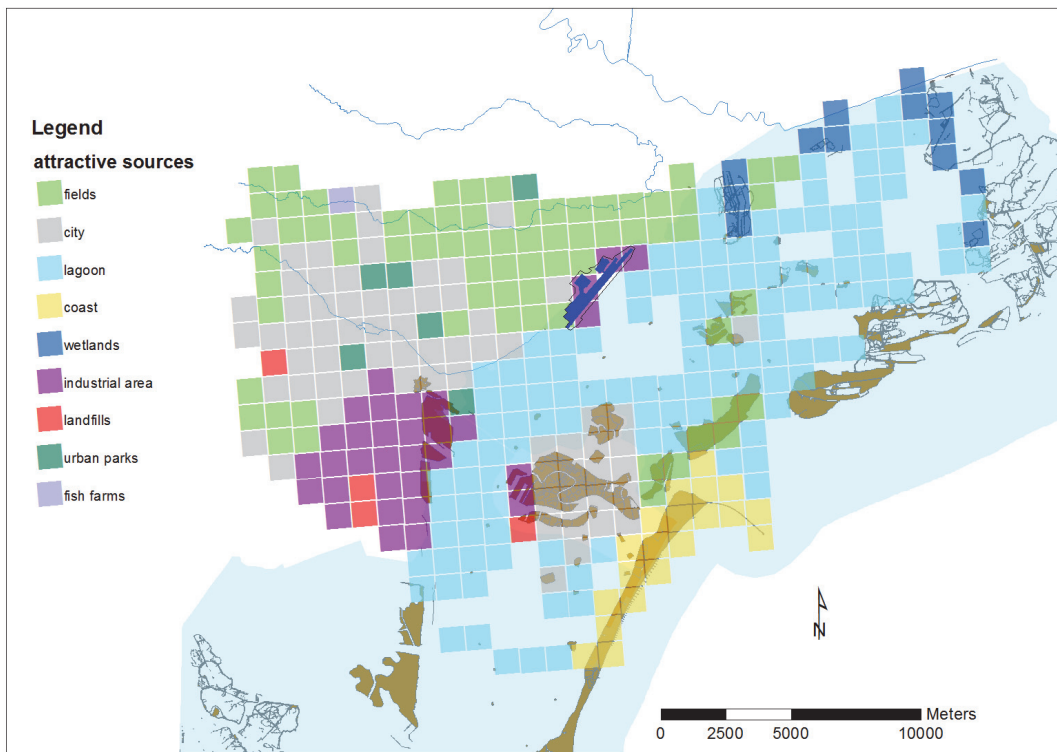 Legend
attractive sources
fields
city
lagoon
coast
wetlands
industrial area
landfills
urban parks
fish farms
N
Meters
0 2500 5000 10000